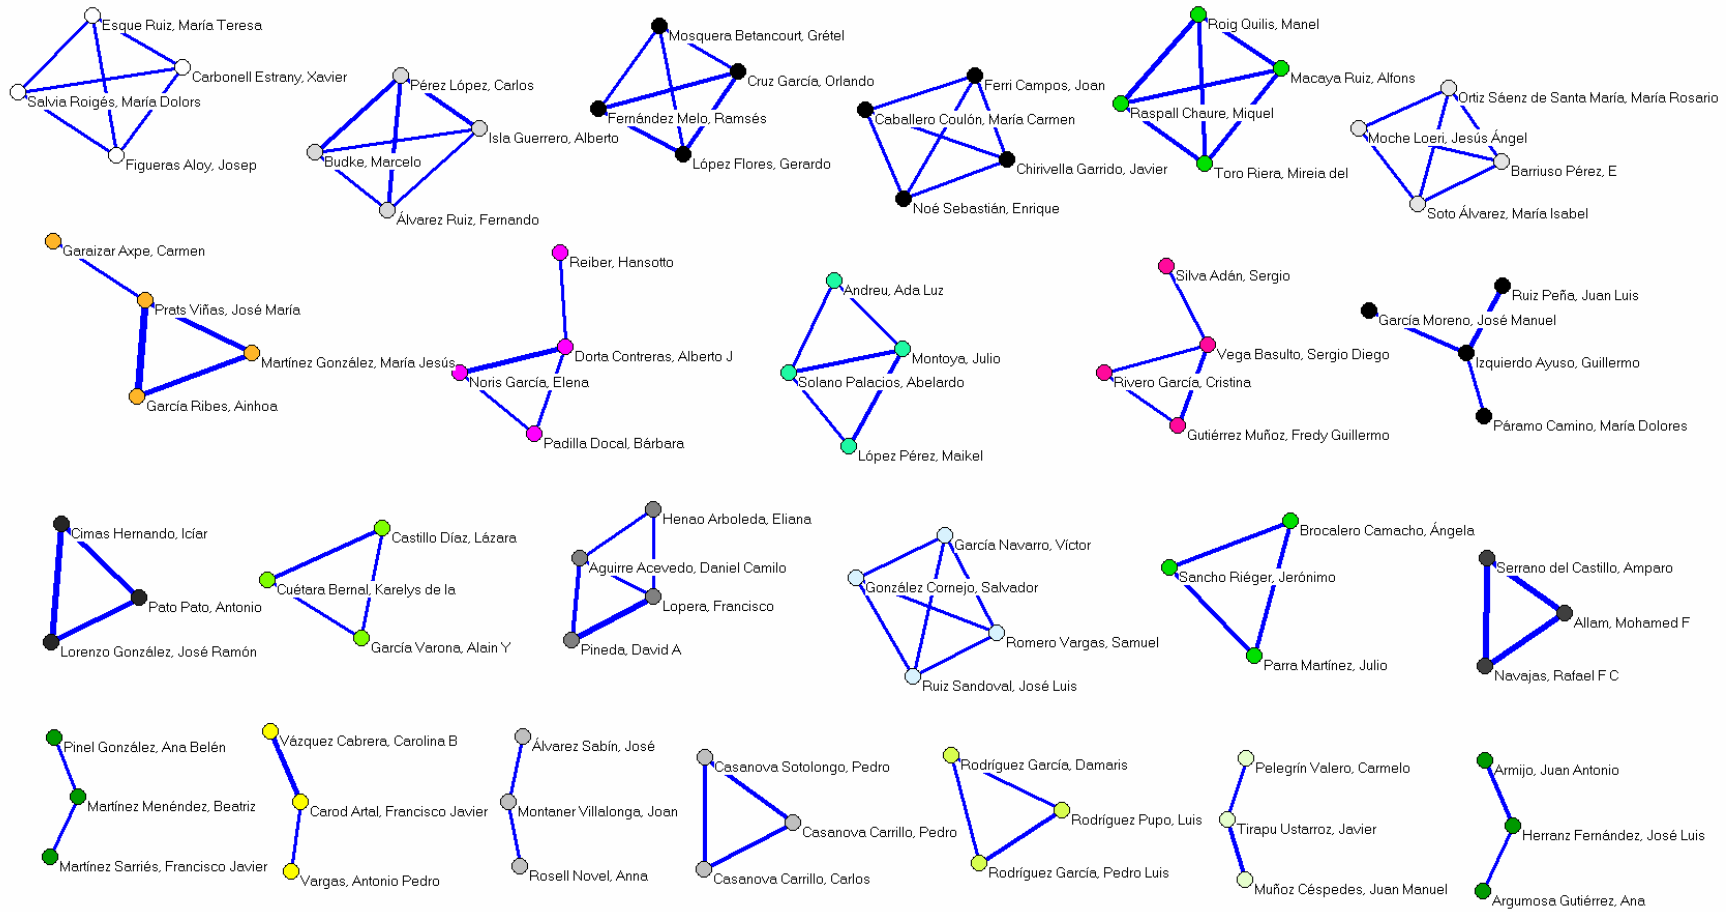 Esque Ruiz, María Teresa
Carbonell Estrany, Xavier
Salvia Roigés, María Dolors
Figueras Aloy, Josep
Pérez López, Carlos
Isla Guerrero, Alberto
Budke, Marcelo
Álvarez Ruiz, Fernando
Mosquera Betancourt, Grétel
Cruz García, Orlando
Fernández Melo, Ramsés
López Flores, Gerardo
Ferri Campos, Joan
Caballero Coulón, María Carmen
Chirivella Garrido, Javier
Noé Sebastián, Enrique
Roig Quilis, Manel
Macaya Ruiz, Alfons
Raspall Chaure, Miquel
Toro Riera, Mireia del
Ortiz Sáenz de Santa María, María Rosario
Moche Loeri, Jesús Ángel
Barriuso Pérez, E
Soto Álvarez, María Isabel
Garaizar Axpe, Carmen
Prats Viñas, José María
Martínez González, María Jesús
García Ribes, Ainhoa
Reiber, Hansotto
Dorta Contreras, Alberto J
Noris García, Elena
Padilla Docal, Bárbara
Andreu, Ada Luz
Montoya, Julio
Solano Palacios, Abelardo
López Pérez, Maikel
Silva Adán, Sergio
Vega Basulto, Sergio Diego
Rivero García, Cristina
Gutiérrez Muñoz, Fredy Guillermo
Ruiz Peña, Juan Luis
García Moreno, José Manuel
Izquierdo Ayuso, Guillermo
Páramo Camino, María Dolores
Cimas Hernando, Icíar
Pato Pato, Antonio
Lorenzo González, José Ramón
Castillo Díaz, Lázara
Cuétara Bernal, Karelys de la
García Varona, Alain Y
Henao Arboleda, Eliana
Aguirre Acevedo, Daniel Camilo
Lopera, Francisco
Pineda, David A
García Navarro, Víctor
González Cornejo, Salvador
Romero Vargas, Samuel
Ruiz Sandoval, José Luis
Brocalero Camacho, Ángela
Sancho Riéger, Jerónimo
Parra Martínez, Julio
Serrano del Castillo, Amparo
Allam, Mohamed F
Navajas, Rafael F C
Pinel González, Ana Belén
Martínez Menéndez, Beatriz
Martínez Sarriés, Francisco Javier
Vázquez Cabrera, Carolina B
Carod Artal, Francisco Javier
Vargas, Antonio Pedro
Álvarez Sabín, José
Montaner Villalonga, Joan
Rosell Novel, Anna
Casanova Sotolongo, Pedro
Casanova Carrillo, Pedro
Casanova Carrillo, Carlos
Rodríguez García, Damaris
Rodríguez Pupo, Luis
Rodríguez García, Pedro Luis
Pelegrín Valero, Carmelo
Tirapu Ustarroz, Javier
Muñoz Céspedes, Juan Manuel
Armijo, Juan Antonio
Herranz Fernández, José Luis
Argumosa Gutiérrez, Ana